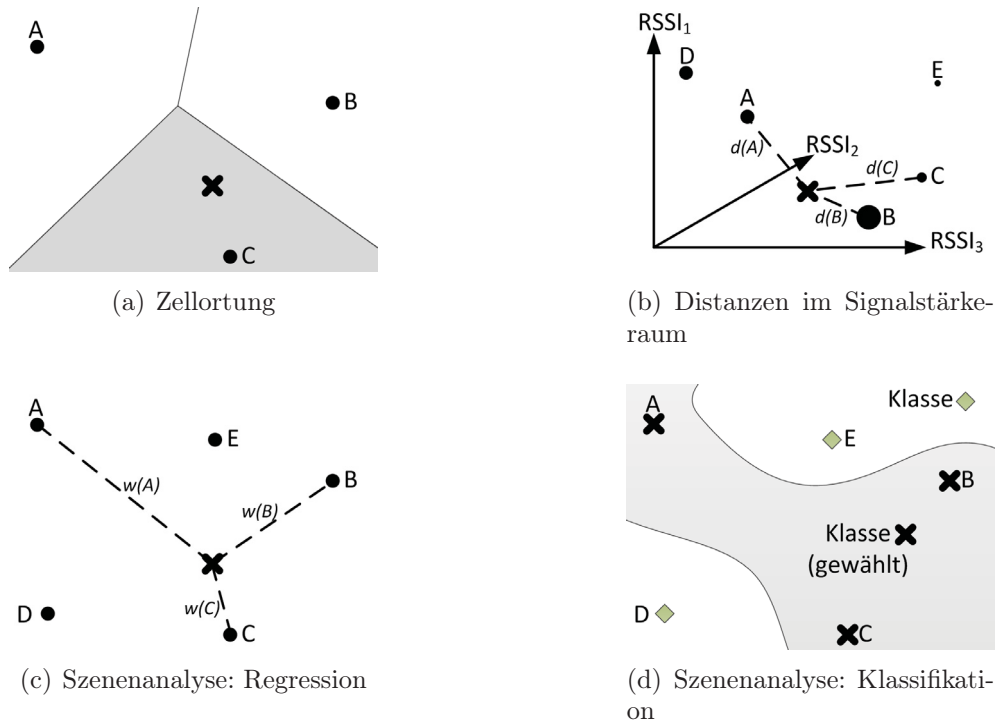 A
B
C
(a) Zellortung
RSSI₁
D
E
A
RSSI₂
d(A)
d(C)
C
d(B)
B
RSSI₃
(b) Distanzen im Signalstärke-
raum
A
E
B
w(A)
w(B)
w(C)
D
C
(c) Szenenanalyse: Regression
Klasse
A
E
B
Klasse
(gewählt)
D
C
(d) Szenenanalyse: Klassifikati-
on